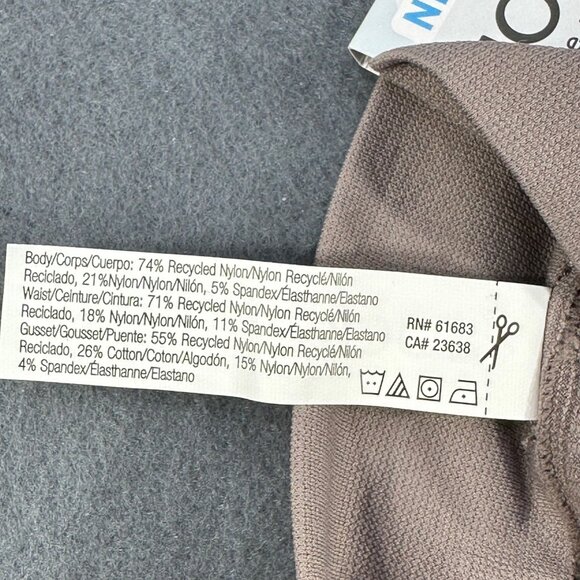 NE
Body/Corps/Cuerpo: 74% Recycled Nylon/Nylon Recyclé/Nilón
Reciclado, 21%Nylon/Nylon/Nilón, 5% Spandex/Élasthanne/Elastano
Waist/Ceinture/Cintura: 71% Recycled Nylon/Nylon Recyclé/Nilón
Reciclado, 18% Nylon/Nylon/Nilón, 11% Spandex/Élasthanne/Elastano
Gusset/Gousset/Puente: 55% Recycled Nylon/Nylon Recyclé/Nilón
Reciclado, 26% Cotton/Coton/Algodón, 15% Nylon/Nylon/Nilón,
4% Spandex/Élasthanne/Elastano
RN# 61683
CA# 23638